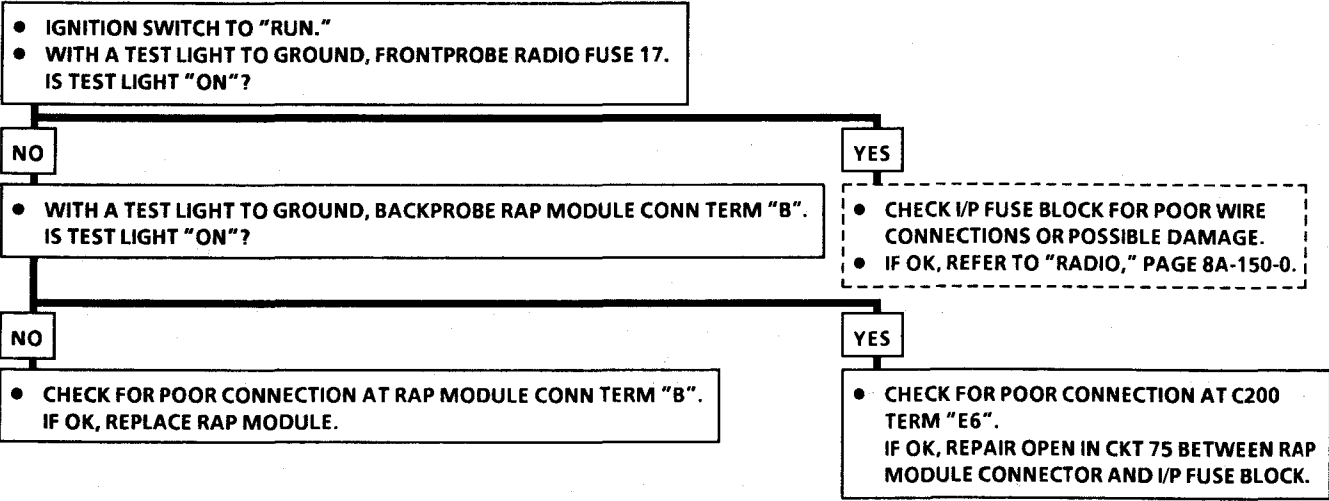 ● IGNITION SWITCH TO "RUN."
● WITH A TEST LIGHT TO GROUND, FRONTPROBE RADIO FUSE 17.
IS TEST LIGHT "ON"?
NO
YES
● WITH A TEST LIGHT TO GROUND, BACKPROBE RAP MODULE CONN TERM "B".
IS TEST LIGHT "ON"?
● CHECK I/P FUSE BLOCK FOR POOR WIRE
CONNECTIONS OR POSSIBLE DAMAGE.
● IF OK, REFER TO "RADIO," PAGE 8A-150-0.
NO
YES
● CHECK FOR POOR CONNECTION AT RAP MODULE CONN TERM "B".
IF OK, REPLACE RAP MODULE.
● CHECK FOR POOR CONNECTION AT C200
TERM "E6".
IF OK, REPAIR OPEN IN CKT 75 BETWEEN RAP
MODULE CONNECTOR AND I/P FUSE BLOCK.